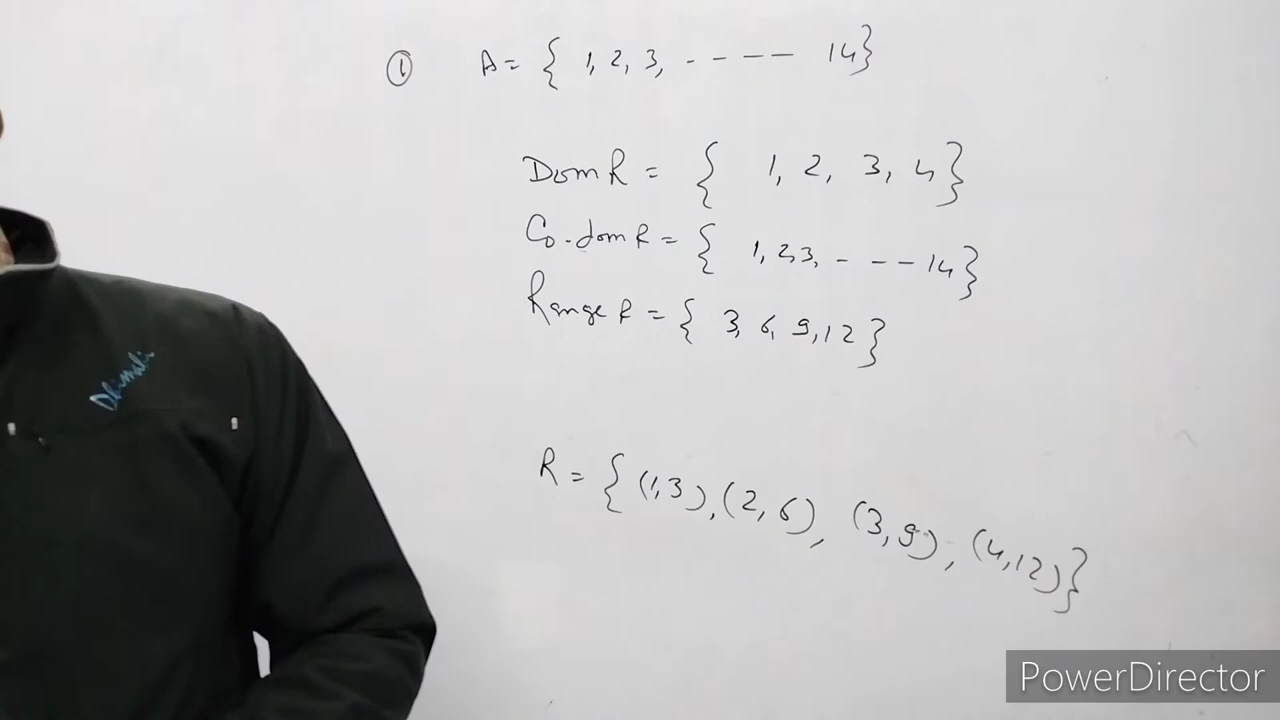 ① A = { 1, 2, 3, - - - - - 14}
Dom R = { 1, 2, 3, 4}
Co-dom R = { 1, 2, 3, - - - 14}
Range R = { 3, 6, 9, 12 }
R = { (1,3), (2, 6), (3, 9), (4, 12)}
PowerDirector